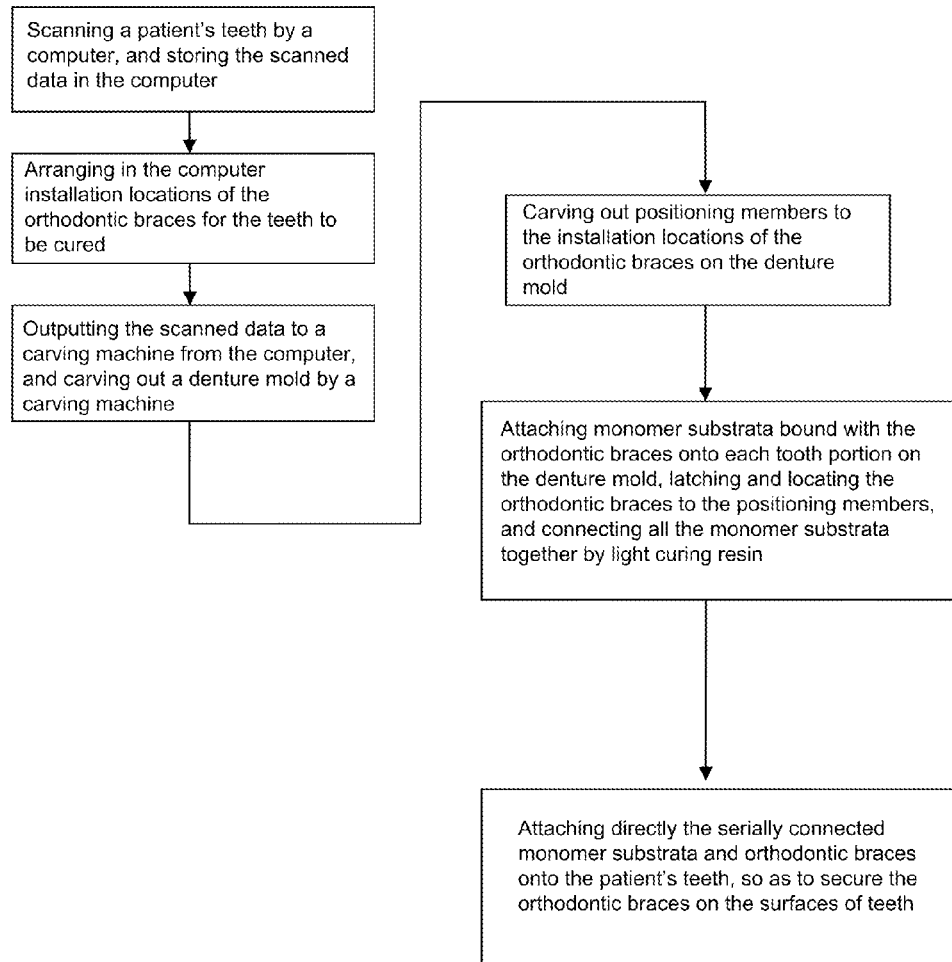 Scanning a patient's teeth by a
computer, and storing the scanned
data in the computer
Arranging in the computer
installation locations of the
orthodontic braces for the teeth to
be cured
Outputting the scanned data to a
carving machine from the computer,
and carving out a denture mold by a
carving machine
Carving out positioning members to
the installation locations of the
orthodontic braces on the denture
mold
Attaching monomer substrata bound with the
orthodontic braces onto each tooth portion on
the denture mold, latching and locating the
orthodontic braces to the positioning members,
and connecting all the monomer substrata
together by light curing resin
Attaching directly the serially connected
monomer substrata and orthodontic braces
onto the patient's teeth, so as to secure the
orthodontic braces on the surfaces of teeth